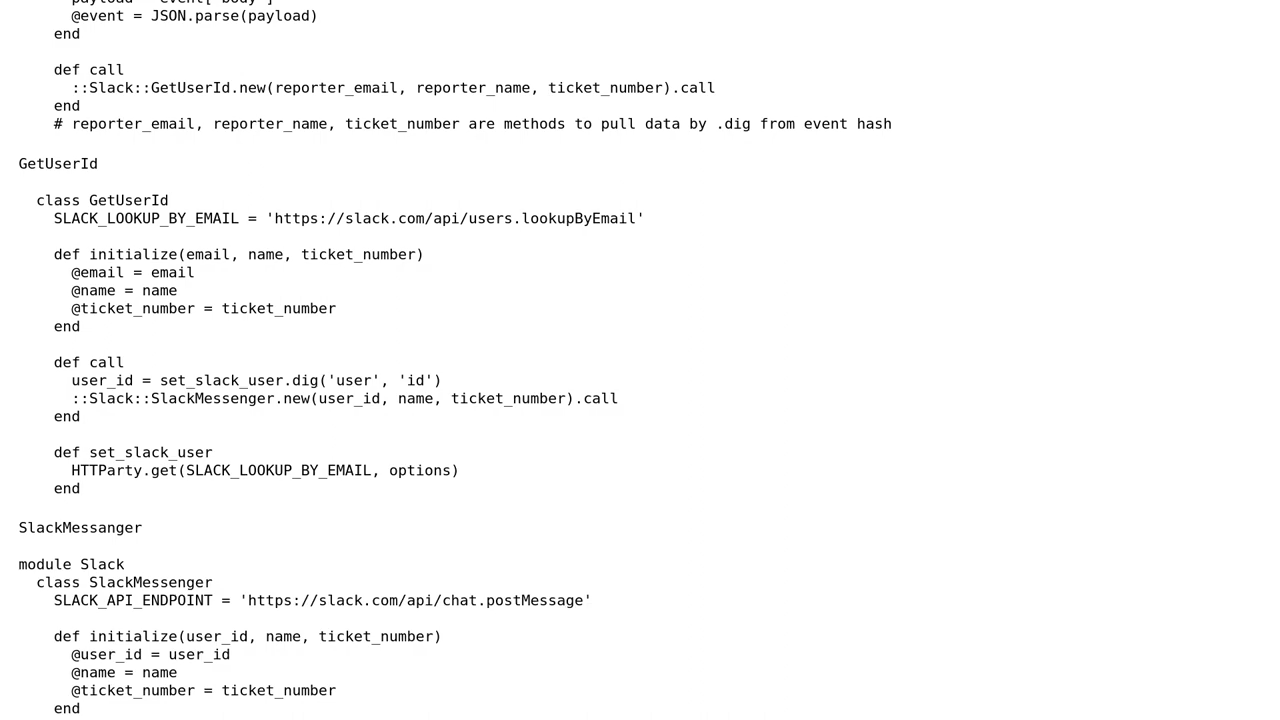 payload = event['body']
@event = JSON.parse(payload)
end
def call
::Slack::GetUserId.new(reporter_email, reporter_name, ticket_number).call
end
# reporter_email, reporter_name, ticket_number are methods to pull data by .dig from event hash
GetUserId
class GetUserId
SLACK_LOOKUP_BY_EMAIL = 'https://slack.com/api/users.lookupByEmail'
def initialize(email, name, ticket_number)
@email = email
@name = name
@ticket_number = ticket_number
end
def call
user_id = set_slack_user.dig('user', 'id')
::Slack::SlackMessenger.new(user_id, name, ticket_number).call
end
def set_slack_user
HTTParty.get(SLACK_LOOKUP_BY_EMAIL, options)
end
SlackMessanger
module Slack
class SlackMessenger
SLACK_API_ENDPOINT = 'https://slack.com/api/chat.postMessage'
def initialize(user_id, name, ticket_number)
@user_id = user_id
@name = name
@ticket_number = ticket_number
end